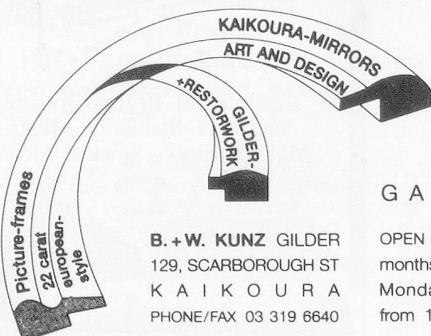 KAIKOURA-MIRRORS
ART AND DESIGN
GILDER-
+RESTORWORK
Picture-frames
22 carat
european-
style
B. + W. KUNZ GILDER
129, SCARBOROUGH ST
KAIKOURA
PHONE/FAX 03 319 6640
G A
OPEN
months
Monda
from 1